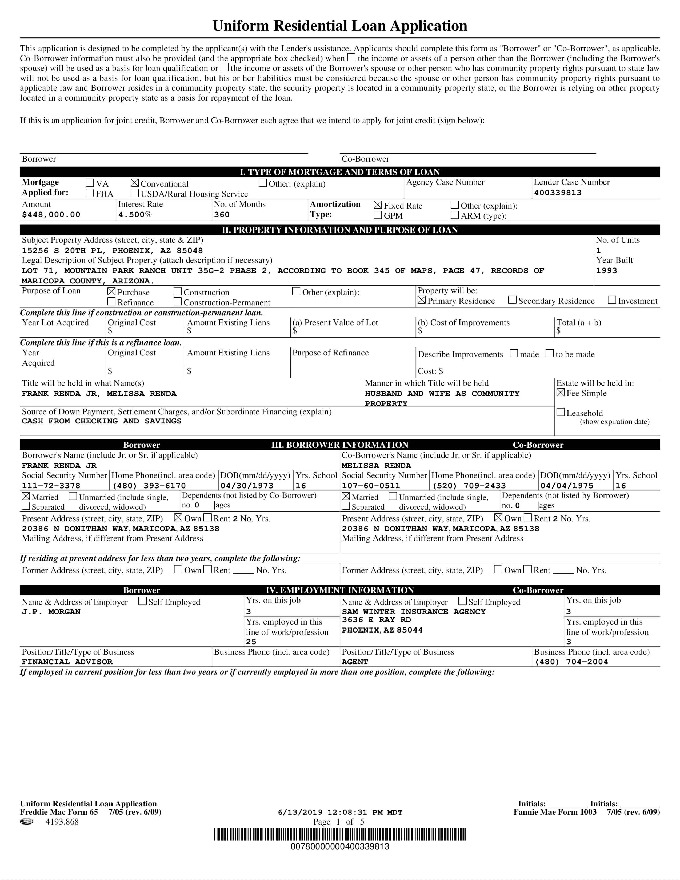 Uniform Residential Loan Application
This application is designed to be completed by the applicant(s) with the Lender's assistance. Applicants should complete this form as "Borrower" or "Co-Borrower", as applicable.
Co-Borrower information must also be provided (and the appropriate box checked) when the income or assets of a person other than the Borrower (including the Borrower's
spouse) will be used as a basis for loan qualification or the income or assets of the Borrower's spouse or other person who has community property rights pursuant to state law
will not be used as a basis for loan qualification, but his or her liabilities must be considered because the spouse or other person has community property rights pursuant to
applicable law and Borrower resides in a community property state, the security property is located in a community property state, or the Borrower is relying on other property
located in a community property state as a basis for repayment of the loan.
If this is an application for joint credit, Borrower and Co-Borrower each agree that we intend to apply for joint credit (sign below):
Borrower Co-Borrower
I. TYPE OF MORTGAGE AND TERMS OF LOAN
Mortgage VA Conventional Other: (explain) Agency Case Number Lender Case Number
Applied for: FHA USDA/Rural Housing Service 400339813
Amount Interest Rate No. of Months Amortization Fixed Rate Other (explain):
$448,000.00 4.500% 360 Type: GPM ARM (type):
II. PROPERTY INFORMATION AND PURPOSE OF LOAN
Subject Property Address (street, city, state & ZIP) No. of Units
15256 S 20TH PL, PHOENIX, AZ 85048 1
Legal Description of Subject Property (attach description if necessary) Year Built
LOT 71, MOUNTAIN PARK RANCH UNIT 35G-2 PHASE 2, ACCORDING TO BOOK 345 OF MAPS, PAGE 47, RECORDS OF 1993
MARICOPA COUNTY, ARIZONA.
Purpose of Loan Purchase Construction Other (explain): Property will be:
Refinance Construction-Permanent Primary Residence Secondary Residence Investment
Complete this line if construction or construction-permanent loan.
Year Lot Acquired Original Cost Amount Existing Liens (a) Present Value of Lot (b) Cost of Improvements Total (a + b)
$ $ $ $ $
Complete this line if this is a refinance loan.
Year Original Cost Amount Existing Liens Purpose of Refinance Describe Improvements made to be made
Acquired
$ $ Cost: $
Title will be held in what Name(s) Manner in which Title will be held Estate will be held in:
FRANK RENDA JR, MELISSA RENDA HUSBAND AND WIFE AS COMMUNITY Fee Simple
PROPERTY
Source of Down Payment, Settlement Charges, and/or Subordinate Financing (explain) Leasehold
CASH FROM CHECKING AND SAVINGS (show expiration date)
Borrower III. BORROWER INFORMATION Co-Borrower
Borrower's Name (include Jr. or Sr. if applicable) Co-Borrower's Name (include Jr. or Sr. if applicable)
FRANK RENDA JR MELISSA RENDA
Social Security Number Home Phone(incl. area code) DOB(mm/dd/yyyy) Yrs. School Social Security Number Home Phone(incl. area code) DOB(mm/dd/yyyy) Yrs. School
111-72-3378 (480) 393-6170 04/30/1973 16 107-60-0511 (520) 709-2433 04/04/1975 16
Married Unmarried (include single, Dependents (not listed by Co-Borrower) Married Unmarried (include single, Dependents (not listed by Borrower)
Separated divorced, widowed) no. 0 ages Separated divorced, widowed) no. 0 ages
Present Address (street, city, state, ZIP) Own Rent 2 No. Yrs. Present Address (street, city, state, ZIP) Own Rent 2 No. Yrs.
20386 N DONITHAN WAY, MARICOPA, AZ 85138 20386 N DONITHAN WAY, MARICOPA, AZ 85138
Mailing Address, if different from Present Address Mailing Address, if different from Present Address
If residing at present address for less than two years, complete the following:
Former Address (street, city, state, ZIP) Own Rent ____ No. Yrs. Former Address (street, city, state, ZIP) Own Rent ____ No. Yrs.
Borrower IV. EMPLOYMENT INFORMATION Co-Borrower
Name & Address of Employer Self Employed Yrs. on this job Name & Address of Employer Self Employed Yrs. on this job
J.P. MORGAN 3 SAM WINTER INSURANCE AGENCY 3
Yrs. employed in this 3636 E RAY RD Yrs. employed in this
line of work/profession PHOENIX, AZ 85044 line of work/profession
25 3
Position/Title/Type of Business Business Phone (incl. area code) Position/Title/Type of Business Business Phone (incl. area code)
FINANCIAL ADVISOR AGENT (480) 704-2004
If employed in current position for less than two years or if currently employed in more than one position, complete the following:
Uniform Residential Loan Application Initials: Initials:
Freddie Mac Form 65 7/05 (rev. 6/09) 6/13/2019 12:08:31 PM MDT Fannie Mae Form 1003 7/05 (rev. 6/09)
4193.868 Page 1 of 5
00780000000400339813